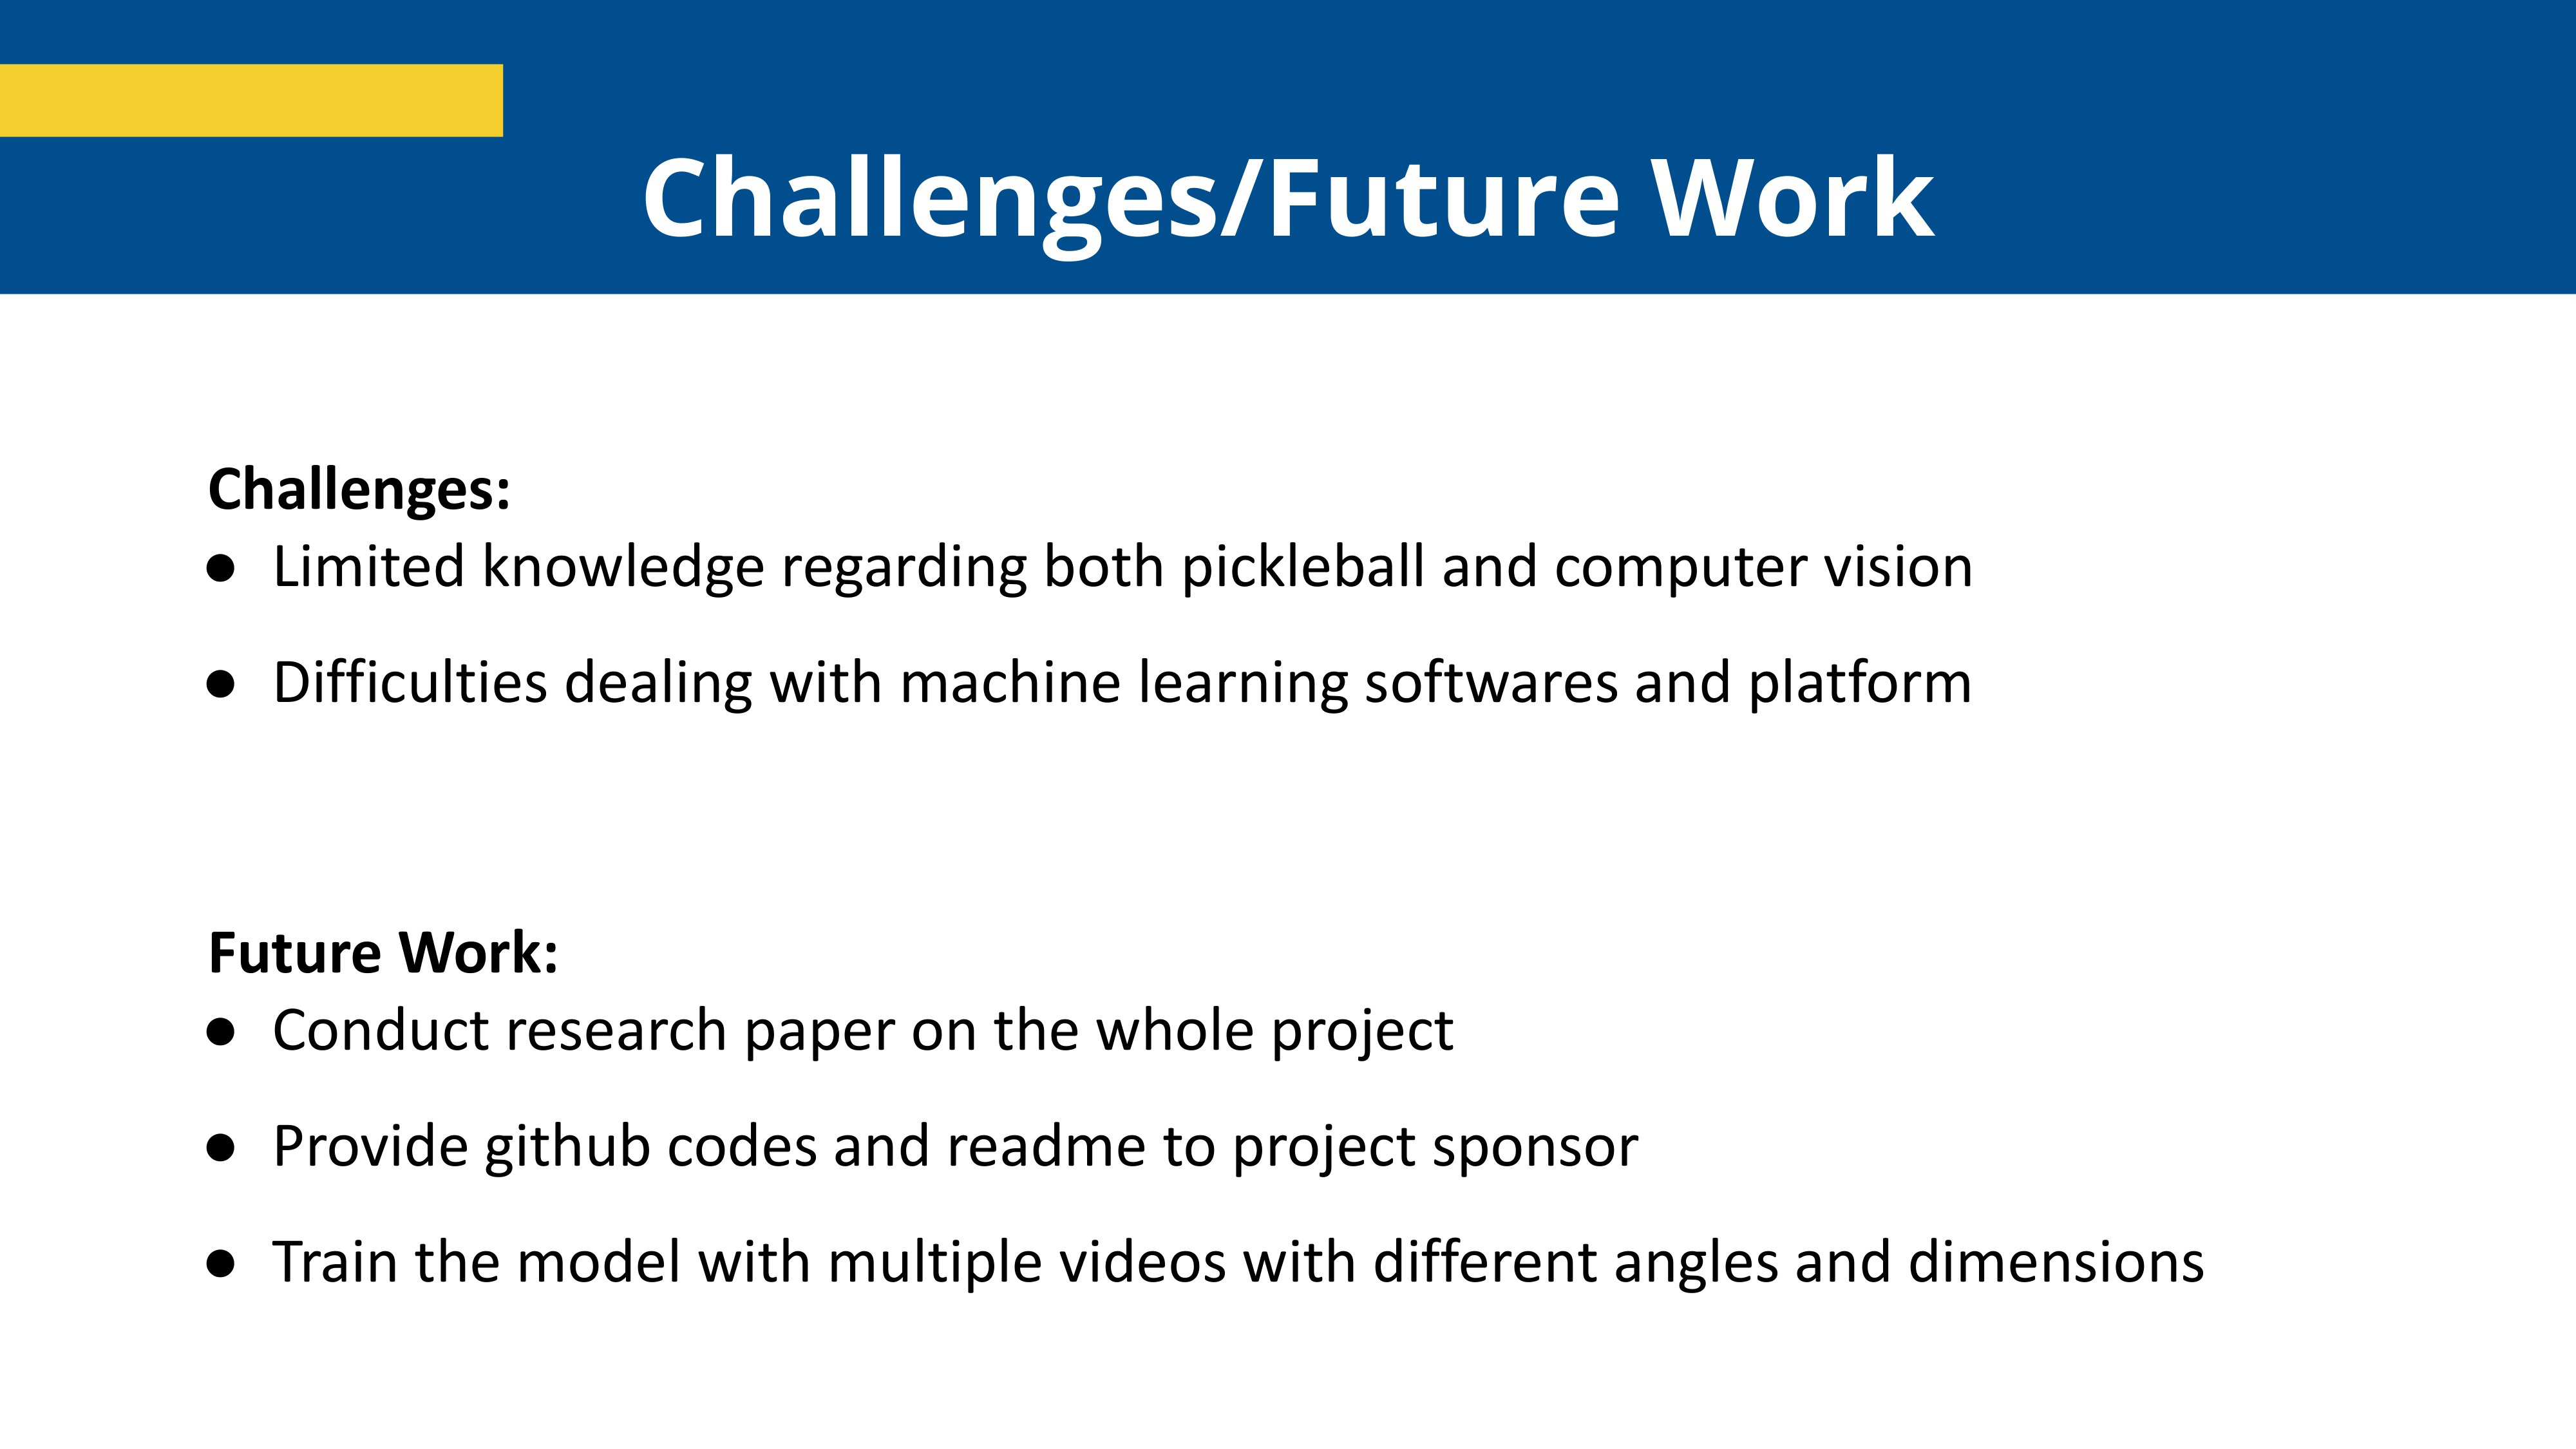 Challenges/Future Work
Challenges:
● Limited knowledge regarding both pickleball and computer vision
● Difficulties dealing with machine learning softwares and platform
Future Work:
● Conduct research paper on the whole project
● Provide github codes and readme to project sponsor
● Train the model with multiple videos with different angles and dimensions